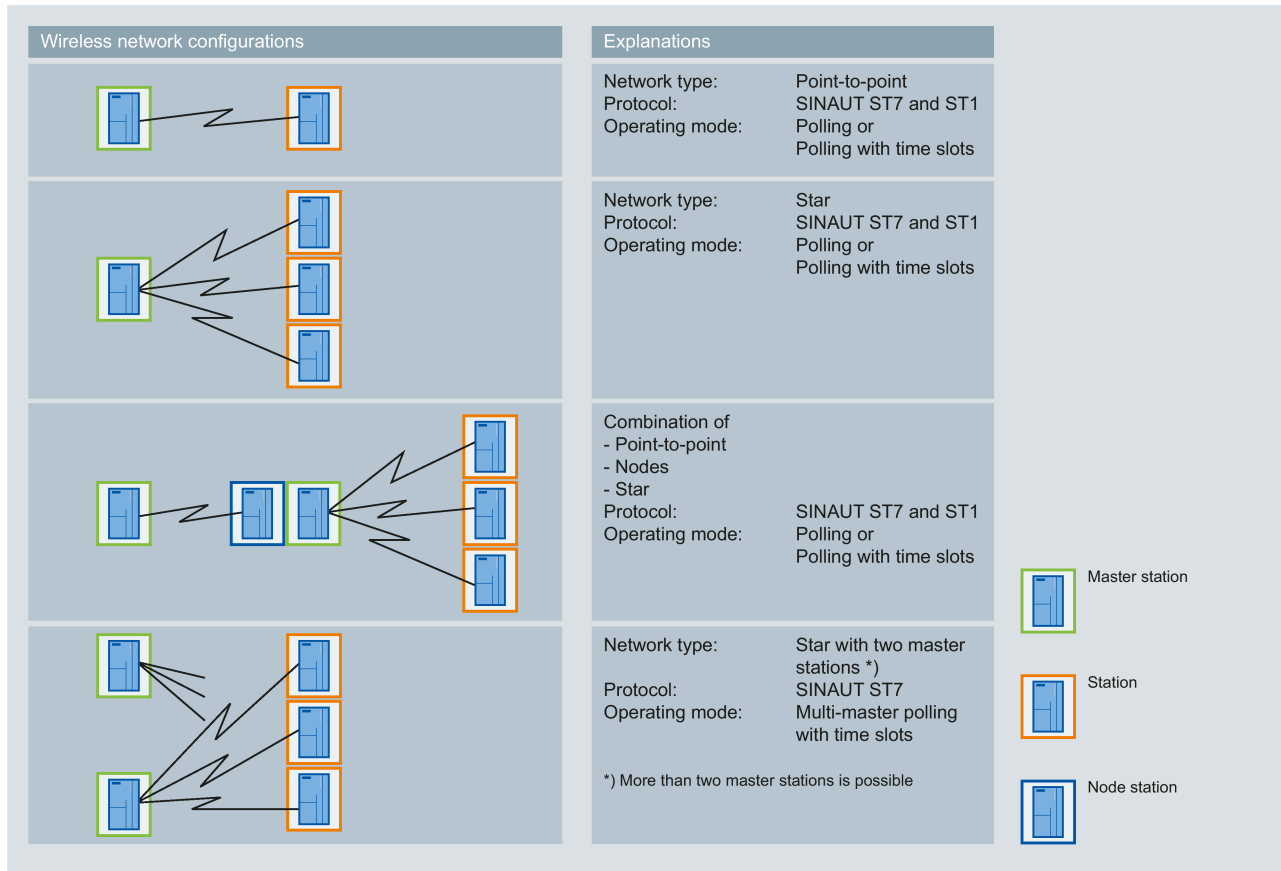 Wireless network configurations
Explanations
Network type: Point-to-point
Protocol: SINAUT ST7 and ST1
Operating mode: Polling or
Polling with time slots
Network type: Star
Protocol: SINAUT ST7 and ST1
Operating mode: Polling or
Polling with time slots
Combination of
- Point-to-point
- Nodes
- Star
Protocol: SINAUT ST7 and ST1
Operating mode: Polling or
Polling with time slots
Network type: Star with two master
stations *)
Protocol: SINAUT ST7
Operating mode: Multi-master polling
with time slots
*) More than two master stations is possible
Master station
Station
Node station